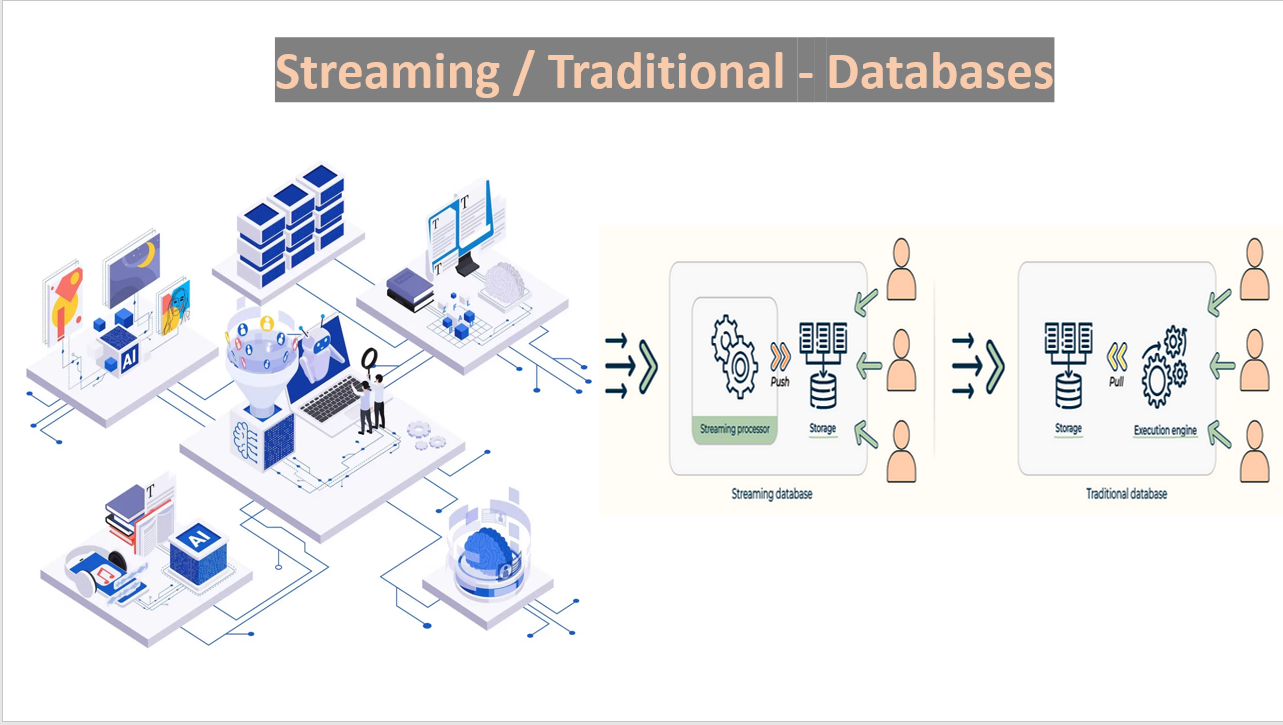 Streaming / Traditional - Databases
T
T
T
AI
T
AI
Push
Streaming processor
Storage
Streaming database
Pull
Storage
Execution engine
Traditional database